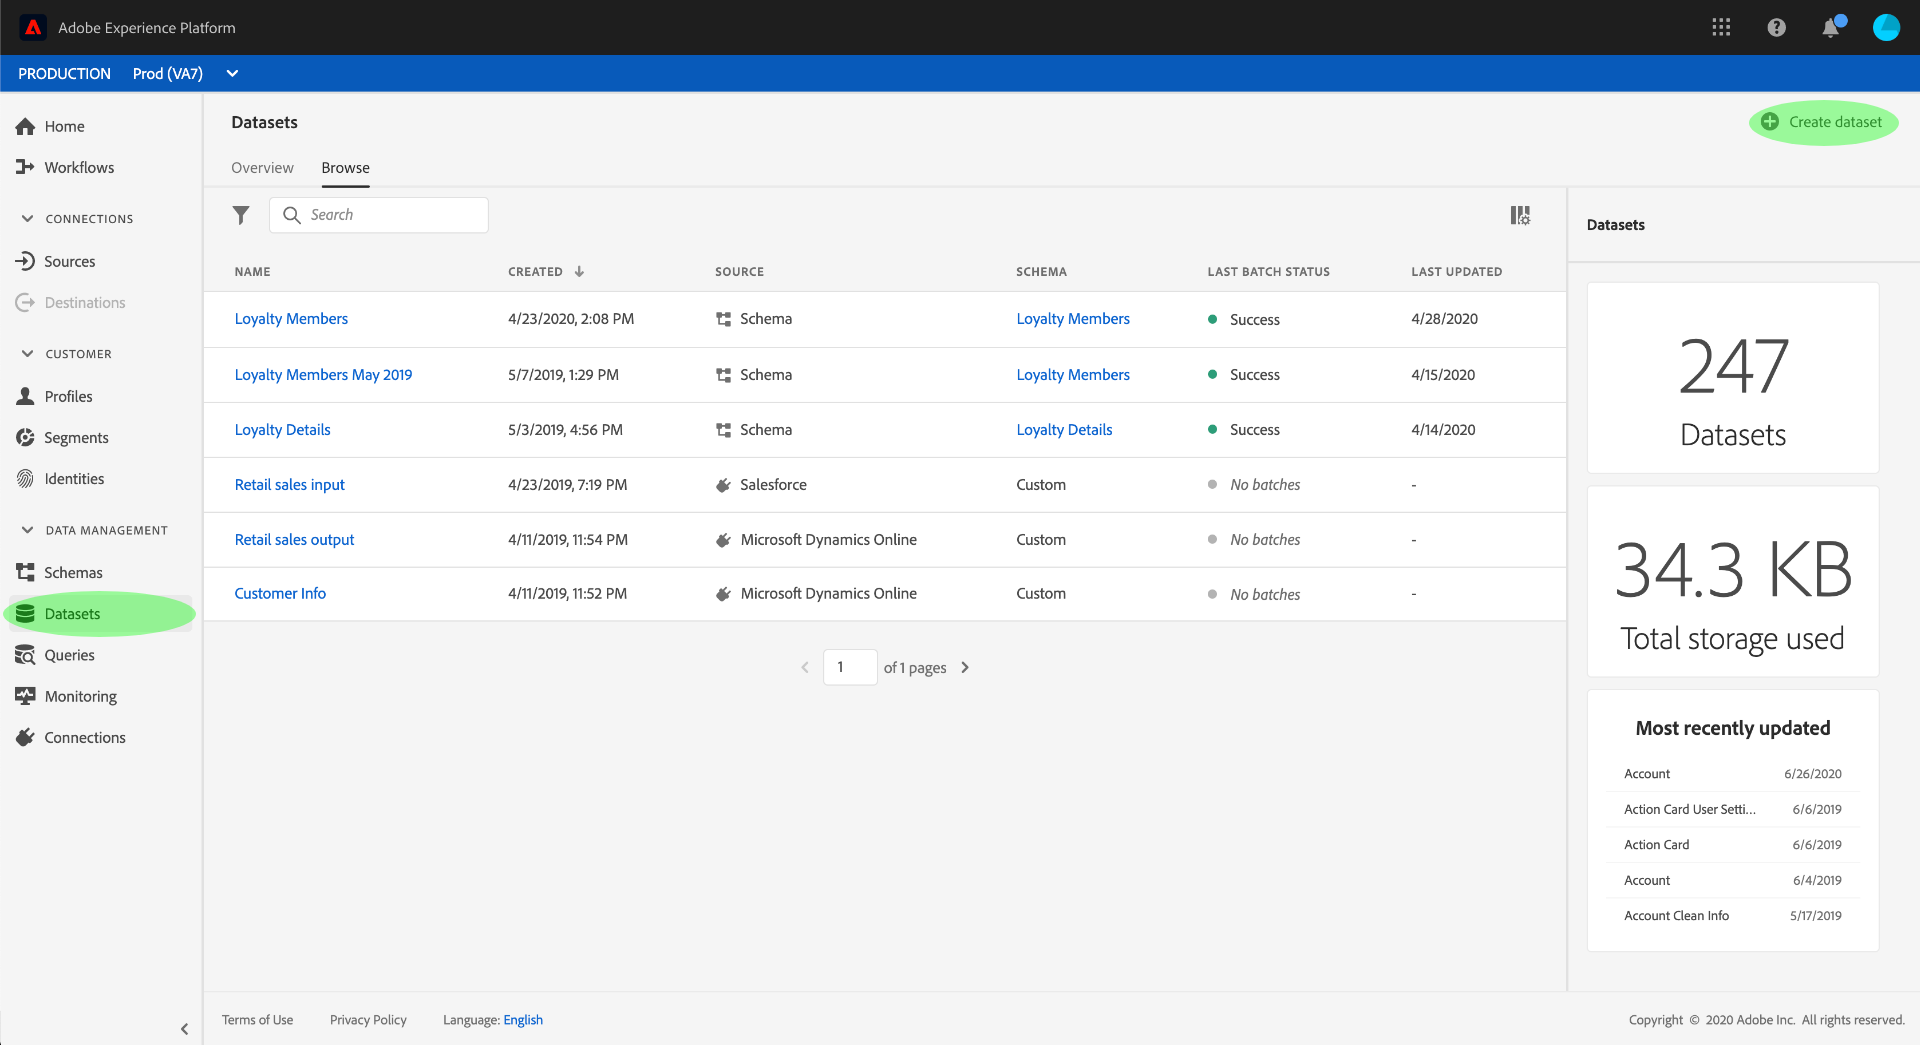 Adobe Experience Platform
PRODUCTION Prod (VA7)
Home
Workflows
CONNECTIONS
Sources
Destinations
CUSTOMER
Profiles
Segments
Identities
DATA MANAGEMENT
Schemas
Datasets
Queries
Monitoring
Connections
Datasets
Create dataset
Overview Browse
Search
NAME CREATED SOURCE SCHEMA LAST BATCH STATUS LAST UPDATED
Loyalty Members 4/23/2020, 2:08 PM Schema Loyalty Members Success 4/28/2020
Loyalty Members May 2019 5/7/2019, 1:29 PM Schema Loyalty Members Success 4/15/2020
Loyalty Details 5/3/2019, 4:56 PM Schema Loyalty Details Success 4/14/2020
Retail sales input 4/23/2019, 7:19 PM Salesforce Custom No batches -
Retail sales output 4/11/2019, 11:54 PM Microsoft Dynamics Online Custom No batches -
Customer Info 4/11/2019, 11:52 PM Microsoft Dynamics Online Custom No batches -
1 of 1 pages
Datasets
247
Datasets
34.3 KB
Total storage used
Most recently updated
Account 6/26/2020
Action Card User Setti... 6/6/2019
Action Card 6/6/2019
Account 6/4/2019
Account Clean Info 5/17/2019
Terms of Use Privacy Policy Language: English
Copyright © 2020 Adobe Inc. All rights reserved.